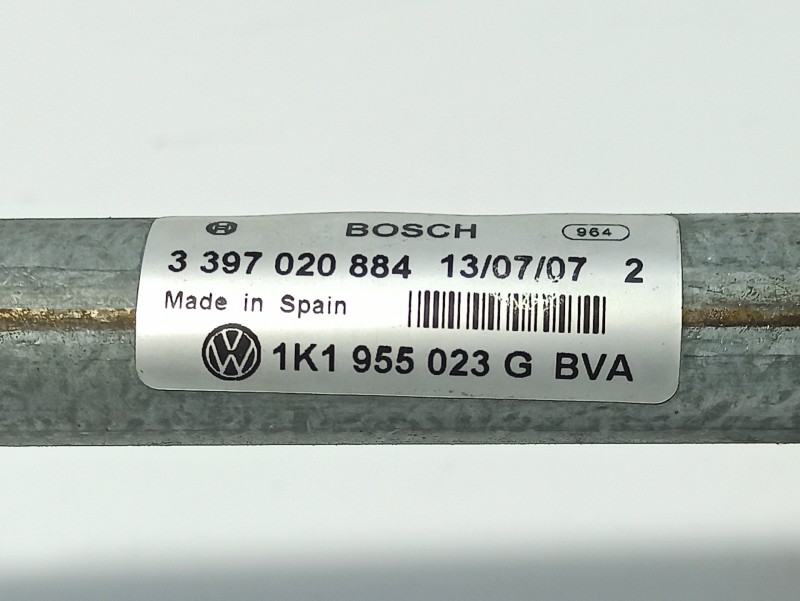 BOSCH 964
3 397 020 884 13/07/07 2
Made in Spain
1K1 955 023 G BVA